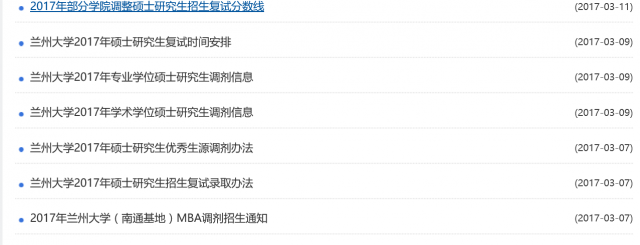 2017年部分学院调整硕士研究生招生复试分数线 (2017-03-11)
兰州大学2017年硕士研究生复试时间安排 (2017-03-09)
兰州大学2017年专业学位硕士研究生调剂信息 (2017-03-09)
兰州大学2017年学术学位硕士研究生调剂信息 (2017-03-09)
兰州大学2017年硕士研究生优秀生源调剂办法 (2017-03-07)
兰州大学2017年硕士研究生招生复试录取办法 (2017-03-07)
2017年兰州大学（南通基地）MBA调剂招生通知 (2017-03-07)